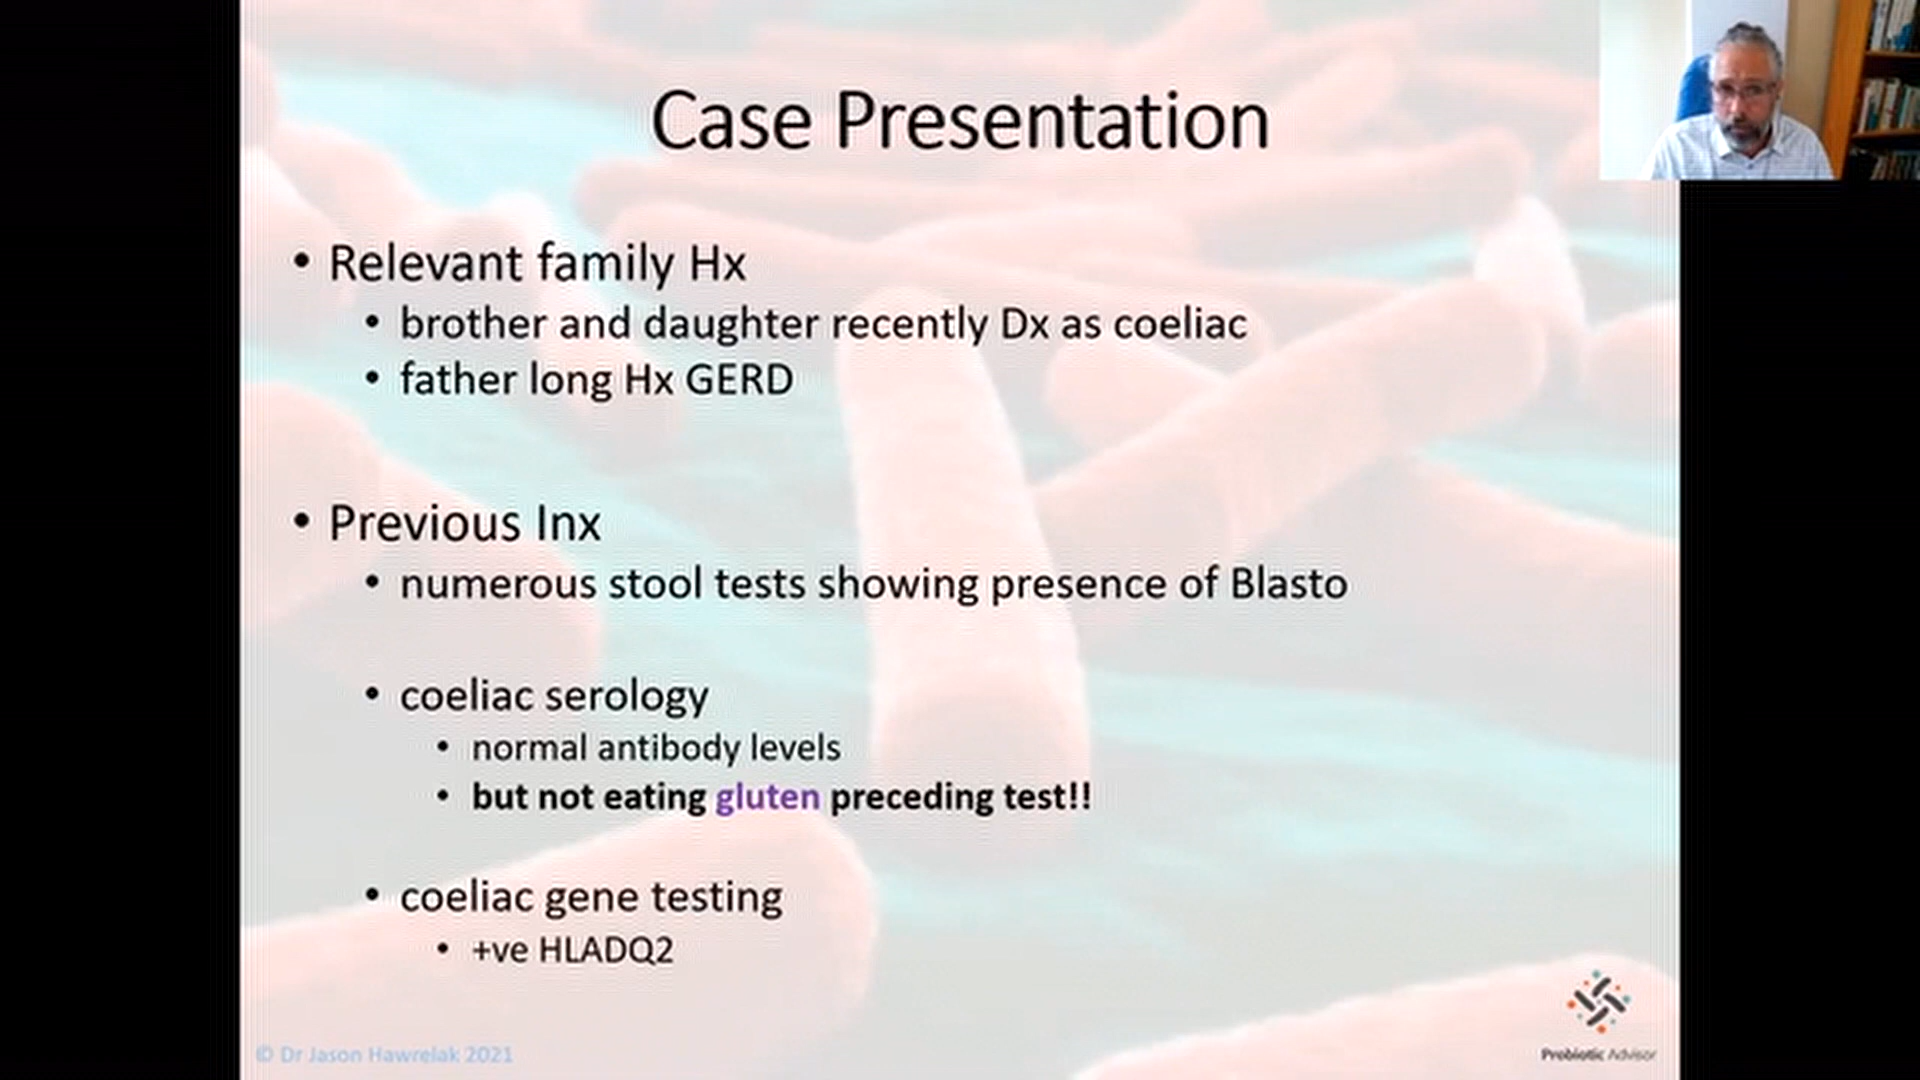 Case Presentation
• Relevant family Hx
• brother and daughter recently Dx as coeliac
• father long Hx GERD
• Previous Inx
• numerous stool tests showing presence of Blasto
• coeliac serology
• normal antibody levels
• but not eating gluten preceding test!!
• coeliac gene testing
• +ve HLADQ2
© Dr Jason Hawrelak 2021
Probiotic Advisor